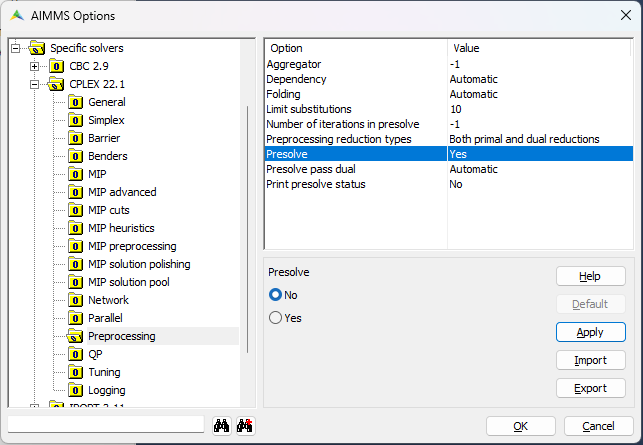 AIMMS Options
Specific solvers
CBC 2.9
CPLEX 22.1
General
Simplex
Barrier
Benders
MIP
MIP advanced
MIP cuts
MIP heuristics
MIP preprocessing
MIP solution polishing
MIP solution pool
Network
Parallel
Preprocessing
QP
Tuning
Logging
Option Value
Aggregator -1
Dependency Automatic
Folding Automatic
Limit substitutions 10
Number of iterations in presolve -1
Preprocessing reduction types Both primal and dual reductions
Presolve Yes
Presolve pass dual Automatic
Print presolve status No
Presolve
No
Yes
Help
Default
Apply
Import
Export
OK
Cancel